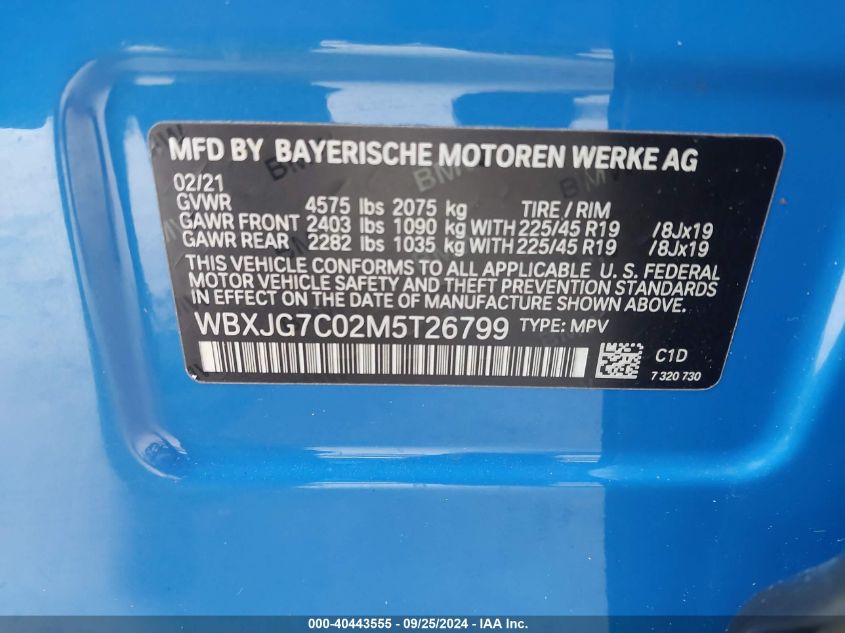 MFD BY BAYERISCHE MOTOREN WERKE AG
02/21
GVWR 4575 lbs 2075 kg TIRE / RIM
GAWR FRONT 2403 lbs 1090 kg WITH 225/45 R19 /8Jx19
GAWR REAR 2282 lbs 1035 kg WITH 225/45 R19 /8Jx19
THIS VEHICLE CONFORMS TO ALL APPLICABLE U.S. FEDERAL
MOTOR VEHICLE SAFETY AND THEFT PREVENTION STANDARDS
IN EFFECT ON THE DATE OF MANUFACTURE SHOWN ABOVE.
WBXJG7C02M5T26799 TYPE: MPV
C1D
7 320 730
000-40443555 - 09/25/2024 - IAA Inc.